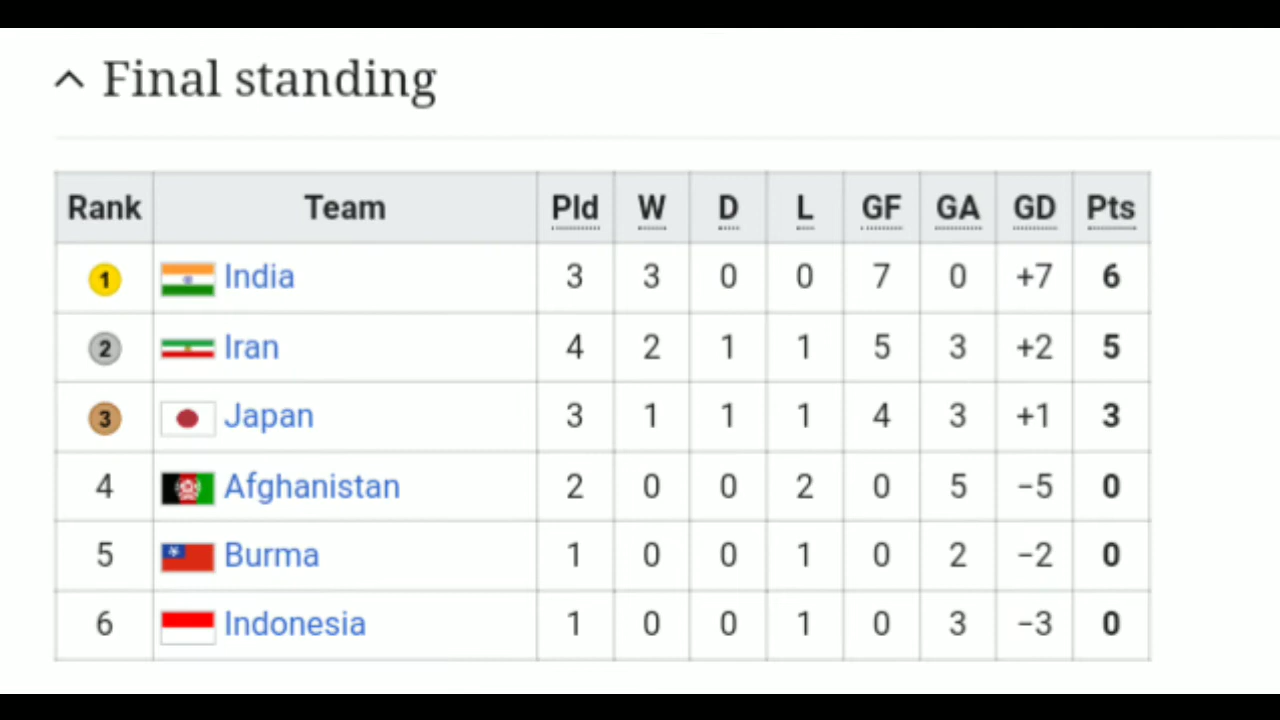 Final standing
Rank Team Pld W D L GF GA GD Pts
1 India 3 3 0 0 7 0 +7 6
2 Iran 4 2 1 1 5 3 +2 5
3 Japan 3 1 1 1 4 3 +1 3
4 Afghanistan 2 0 0 2 0 5 −5 0
5 Burma 1 0 0 1 0 2 −2 0
6 Indonesia 1 0 0 1 0 3 −3 0